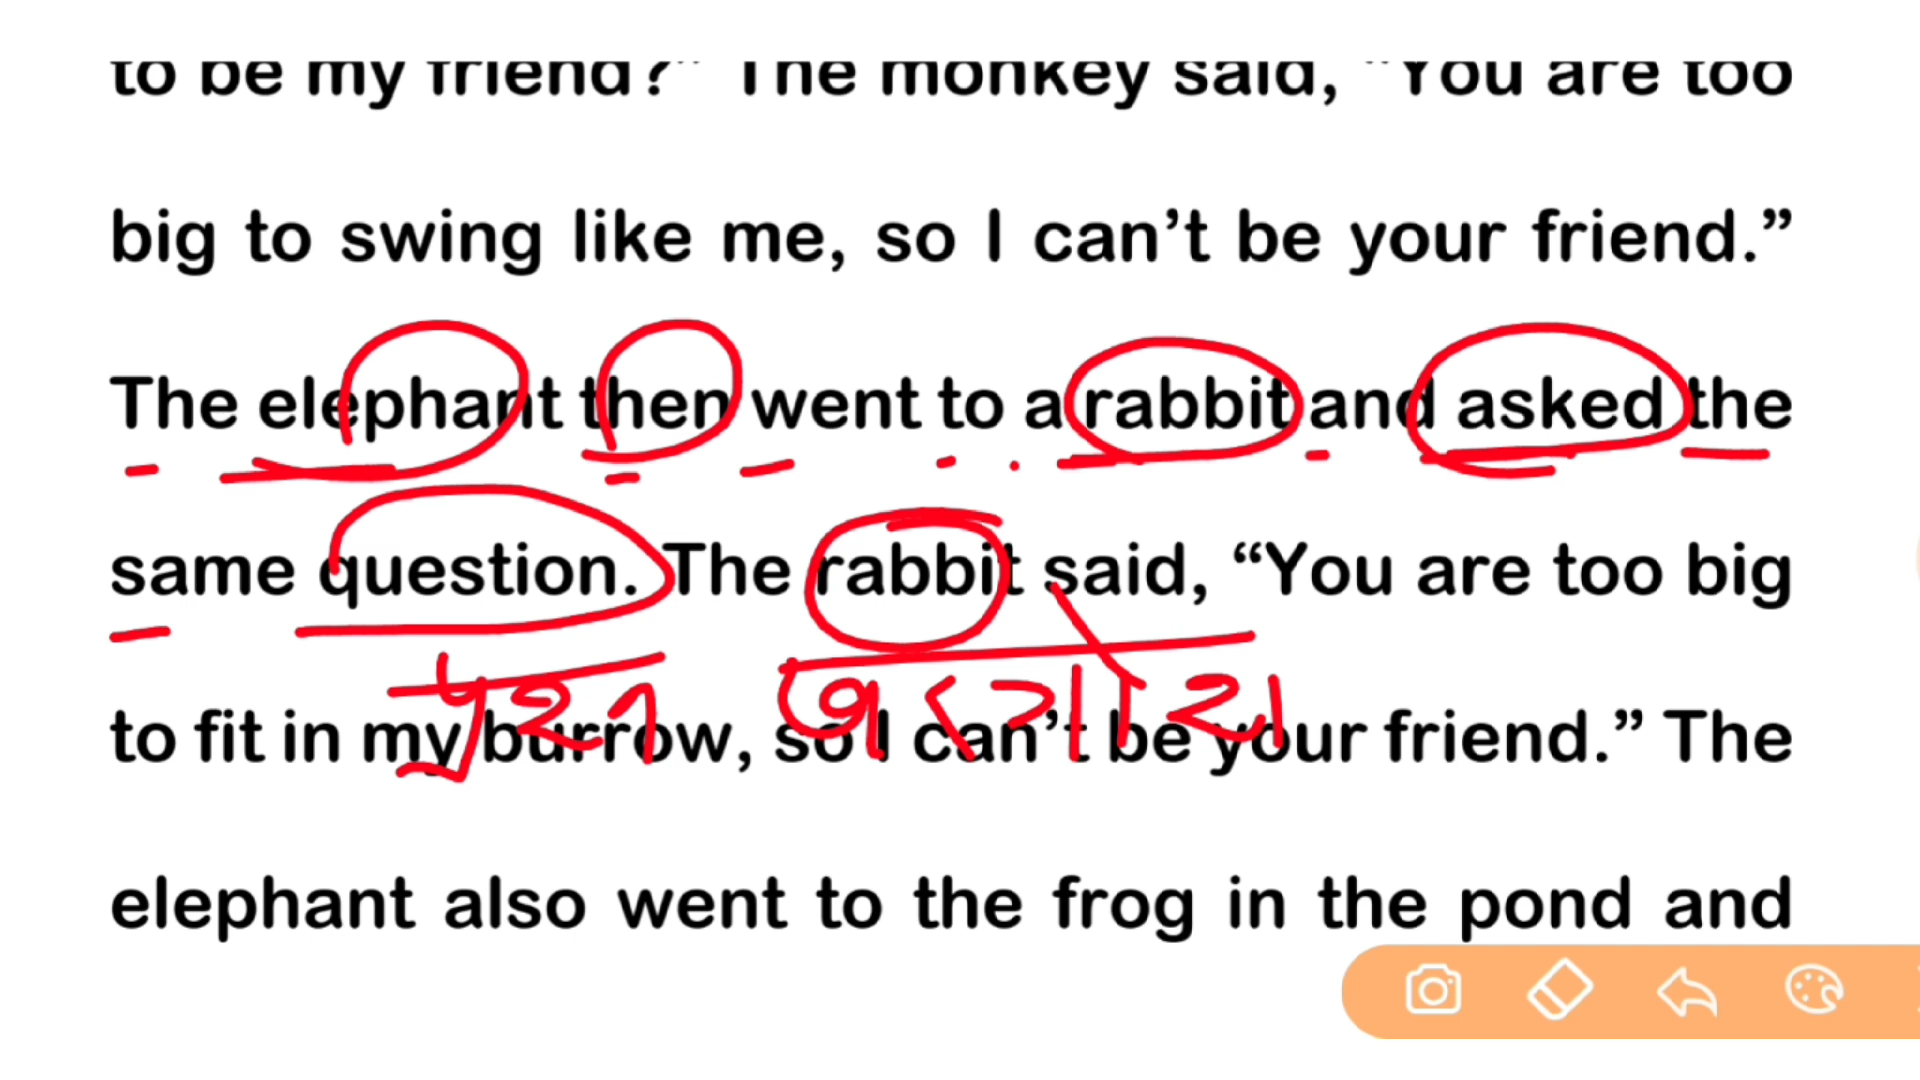 to be my friend?” The monkey said, “You are too
big to swing like me, so I can’t be your friend.”
The elephant then went to a rabbit and asked the
same question. The rabbit said, “You are too big
to fit in my burrow, so I can’t be your friend.” The
elephant also went to the frog in the pond and